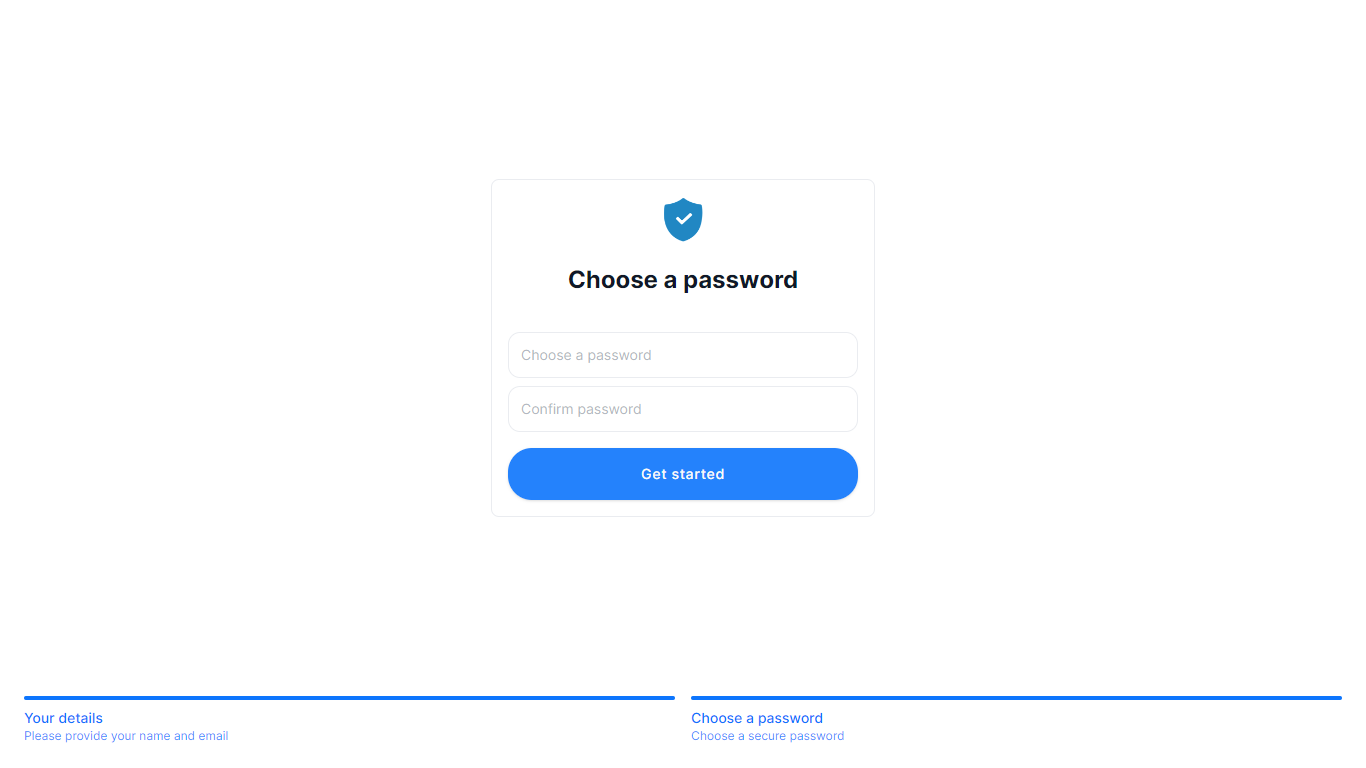 Choose a password
Choose a password
Confirm password
Get started
Your details
Please provide your name and email
Choose a password
Choose a secure password